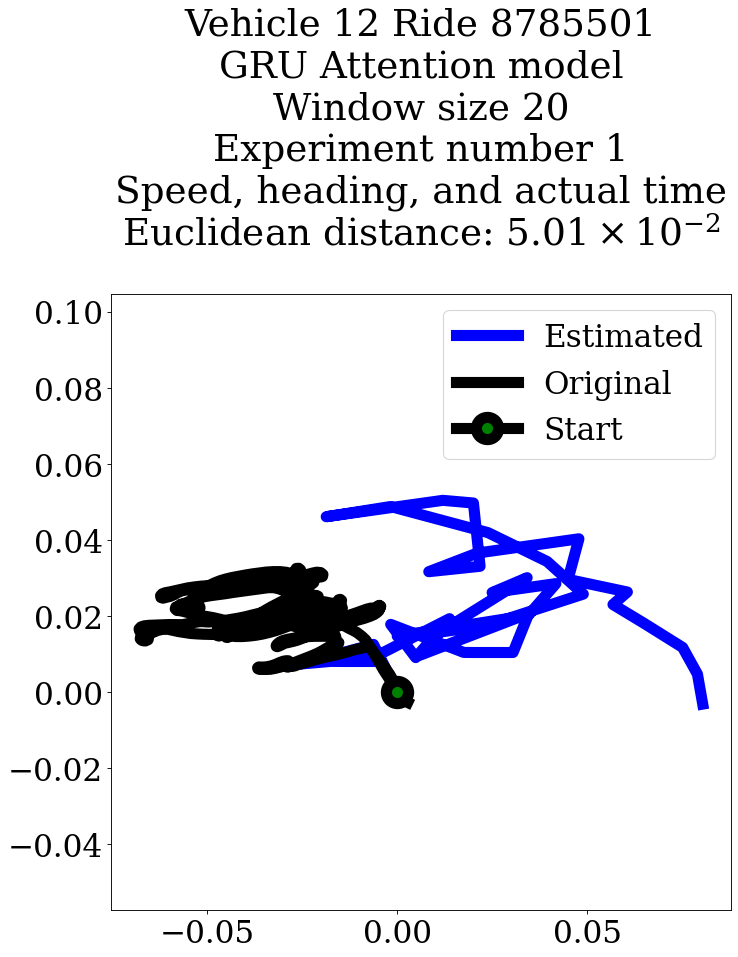 Vehicle 12 Ride 8785501
GRU Attention model
Window size 20
Experiment number 1
Speed, heading, and actual time
Euclidean distance: 5.01 × 10⁻²
Estimated
Original
Start
0.10
0.08
0.06
0.04
0.02
0.00
−0.02
−0.04
−0.05 0.00 0.05